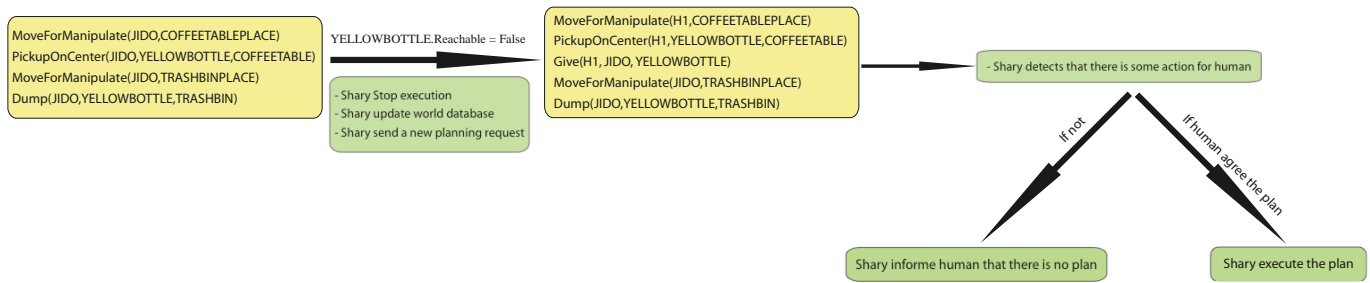 MoveForManipulate(JIDO,COFFEETABLEPLACE)
PickupOnCenter(JIDO,YELLOWBOTTLE,COFFEETABLE)
MoveForManipulate(JIDO,TRASHBINPLACE)
Dump(JIDO,YELLOWBOTTLE,TRASHBIN)
YELLOWBOTTLE.Reachable = False
- Shary Stop execution
- Shary update world database
- Shary send a new planning request
MoveForManipulate(H1,COFFEETABLEPLACE)
PickupOnCenter(H1,YELLOWBOTTLE,COFFEETABLE)
Give(H1, JIDO, YELLOWBOTTLE)
MoveForManipulate(JIDO,TRASHBINPLACE)
Dump(JIDO,YELLOWBOTTLE,TRASHBIN)
- Shary detects that there is some action for human
If not
If human agree the plan
Shary informe human that there is no plan
Shary execute the plan